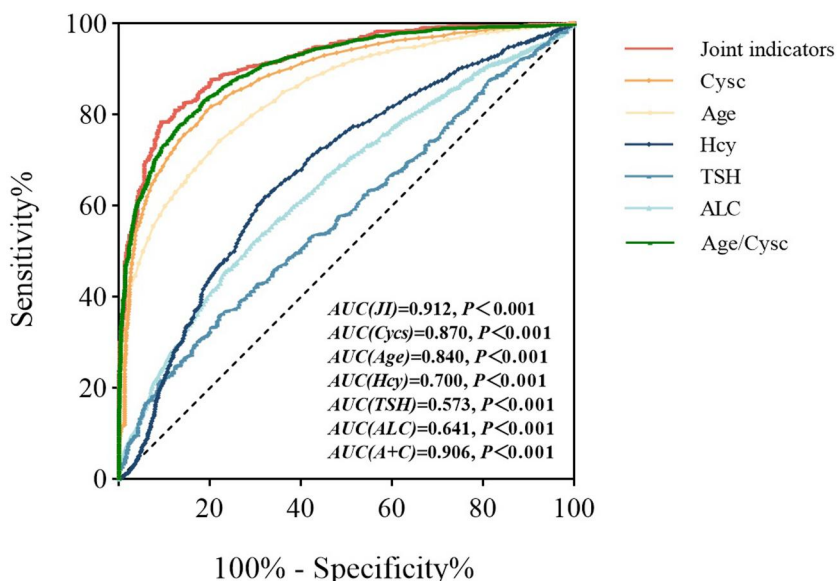 100
80
60
40
20
0
Sensitivity%
20
40
60
80
100
100% - Specificity%
AUC(JI)=0.912, P<0.001
AUC(Cycs)=0.870, P<0.001
AUC(Age)=0.840, P<0.001
AUC(Hcy)=0.700, P<0.001
AUC(TSH)=0.573, P<0.001
AUC(ALC)=0.641, P<0.001
AUC(A+C)=0.906, P<0.001
Joint indicators
Cysc
Age
Hcy
TSH
ALC
Age/Cysc